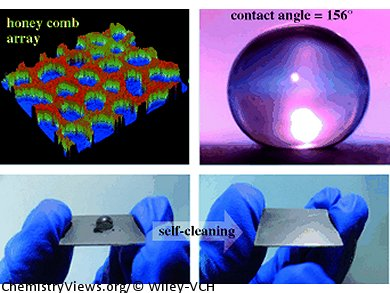 honey comb
array
contact angle = 156°
self-cleaning
ChemistryViews.org/© Wiley-VCH